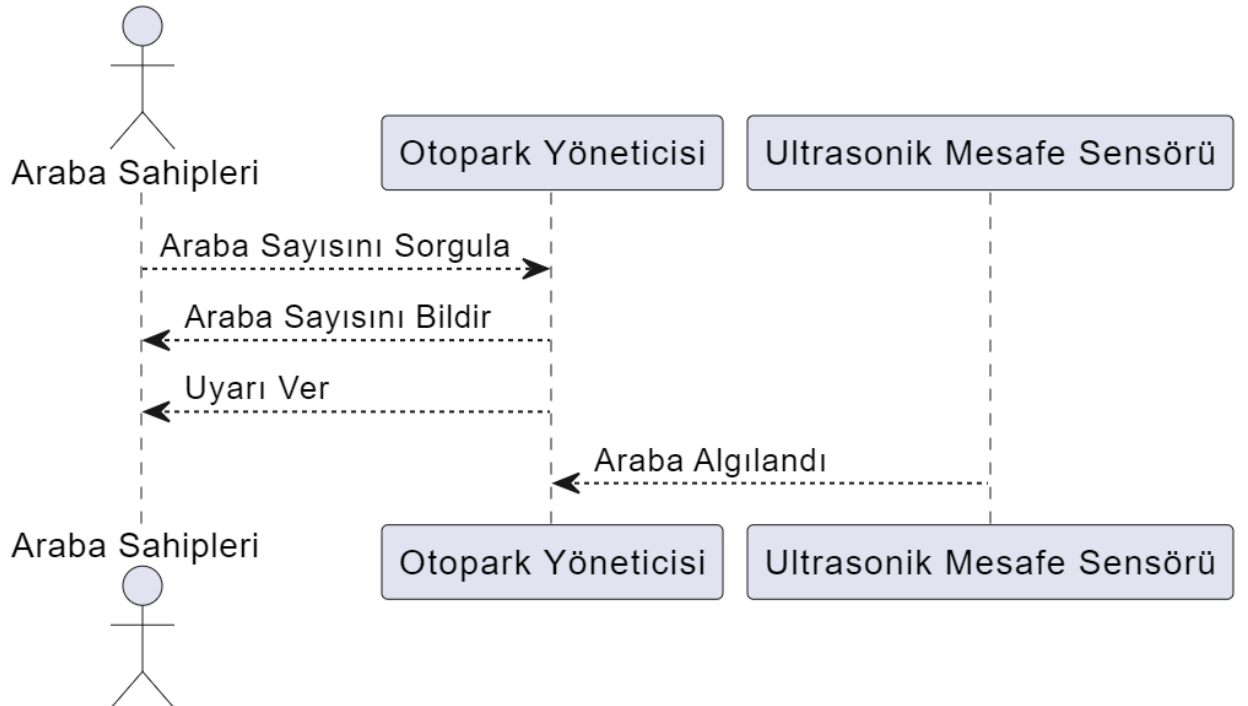 Araba Sahipleri
Otopark Yöneticisi
Ultrasonik Mesafe Sensörü
Araba Sayısını Sorgula
Araba Sayısını Bildir
Uyarı Ver
Araba Algılandı
Araba Sahipleri
Otopark Yöneticisi
Ultrasonik Mesafe Sensörü